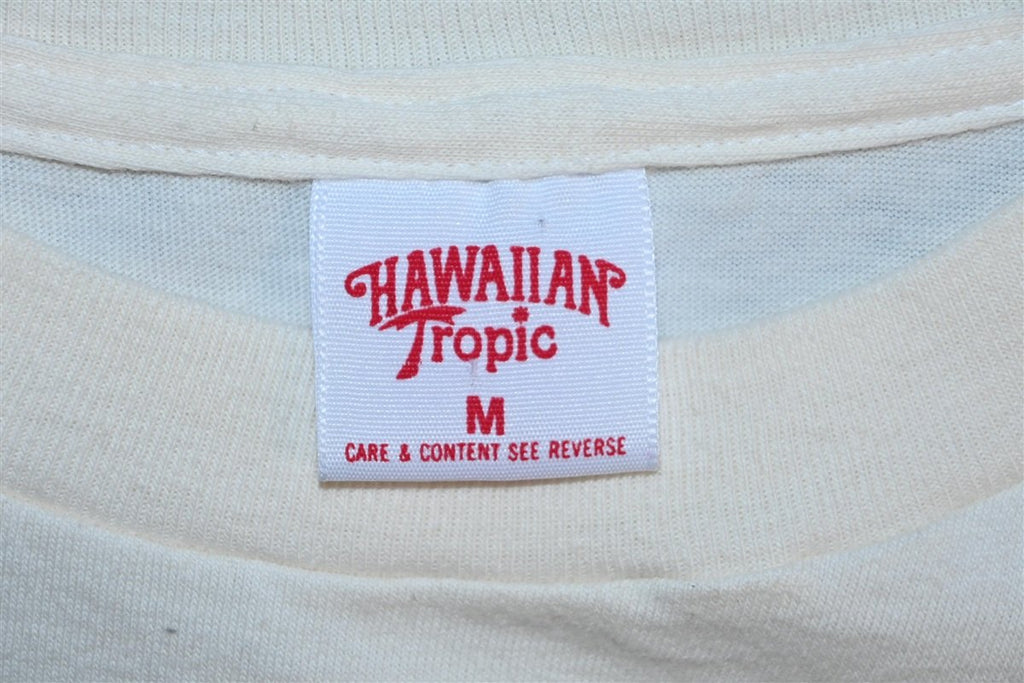 HAWAIIAN
Tropic
M
CARE & CONTENT SEE REVERSE